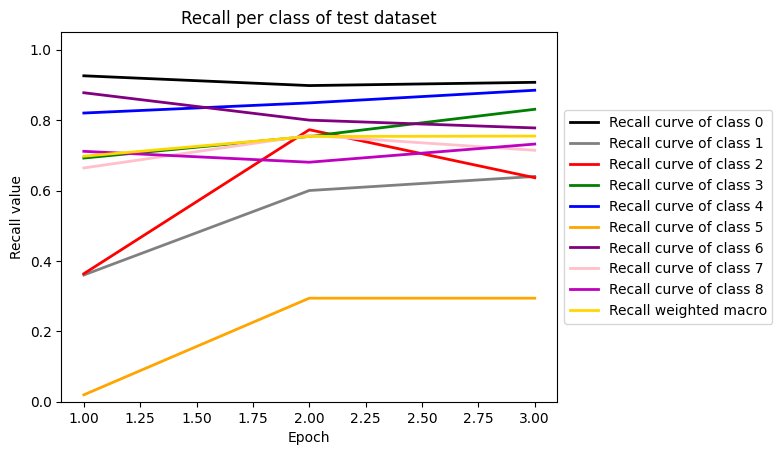 Recall per class of test dataset
Recall value
1.0
0.8
0.6
0.4
0.2
0.0
1.00 1.25 1.50 1.75 2.00 2.25 2.50 2.75 3.00
Epoch
Recall curve of class 0
Recall curve of class 1
Recall curve of class 2
Recall curve of class 3
Recall curve of class 4
Recall curve of class 5
Recall curve of class 6
Recall curve of class 7
Recall curve of class 8
Recall weighted macro